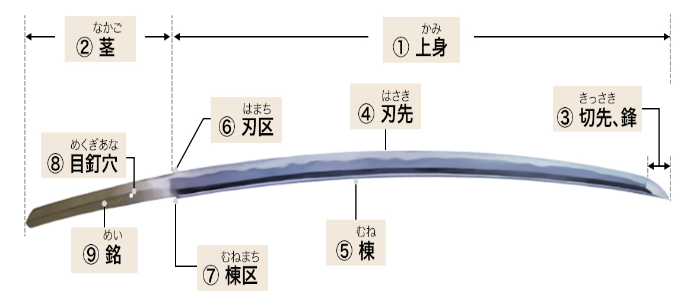 なかご
② 茎
かみ
① 上身
はまち
⑥ 刃区
はさき
④ 刃先
きっさき
③ 切先、鋒
めくぎあな
⑧ 目釘穴
めい
⑨ 銘
むねまち
⑦ 棟区
むね
⑤ 棟